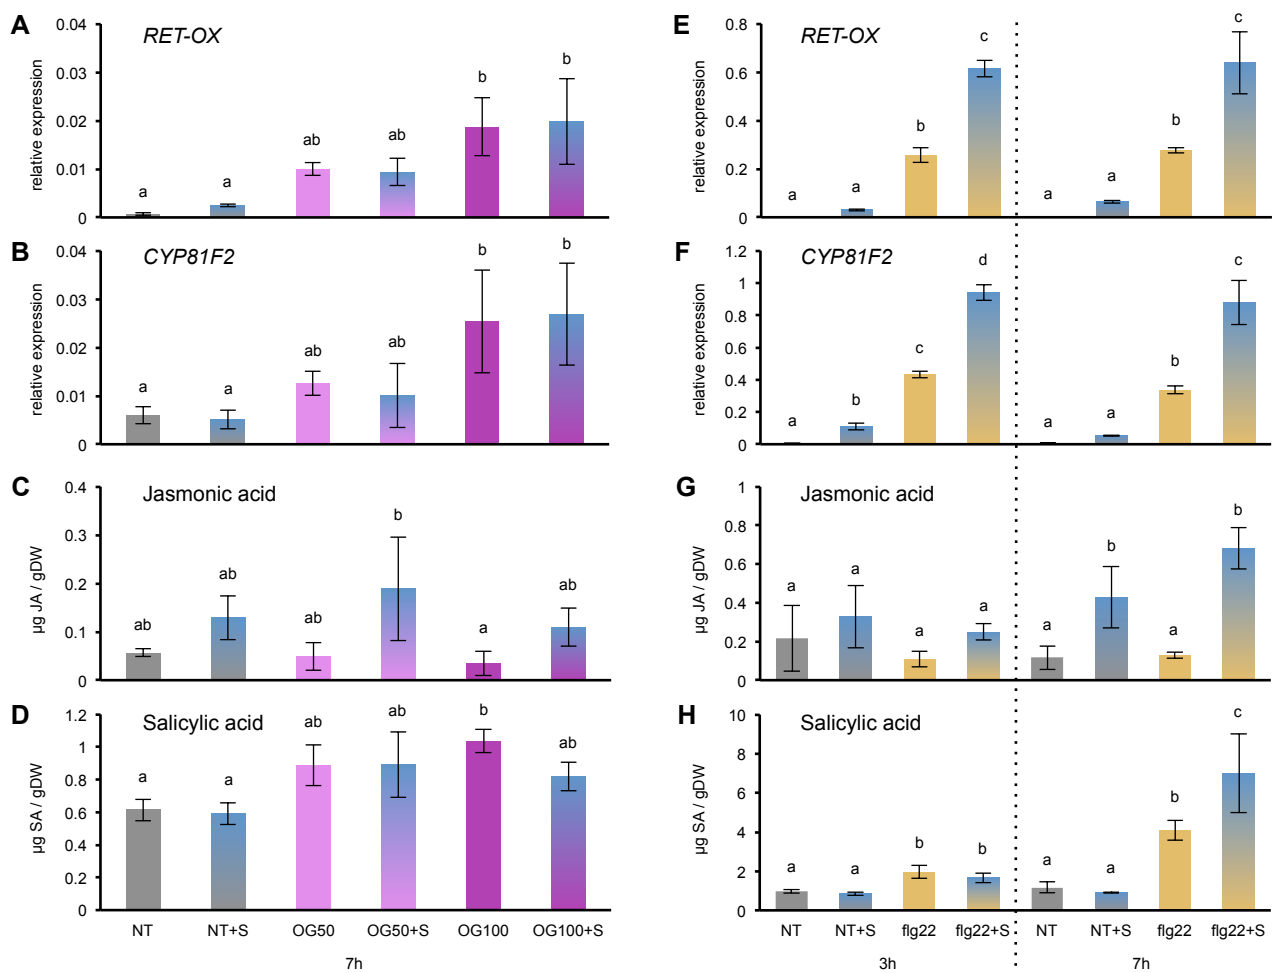 A
RET-OX
relative expression
0.04
0.03
0.02
0.01
0
a
a
ab
ab
b
b
B
CYP81F2
relative expression
0.04
0.03
0.02
0.01
0
a
a
ab
ab
b
b
C
Jasmonic acid
µg JA / gDW
0.4
0.3
0.2
0.1
0
ab
ab
ab
b
a
ab
D
Salicylic acid
µg SA / gDW
1.2
1
0.8
0.6
0.4
0.2
0
a
a
ab
ab
b
ab
NT NT+S OG50 OG50+S OG100 OG100+S
7h
E
RET-OX
relative expression
0.8
0.6
0.4
0.2
0
a
a
b
c
a
a
b
c
F
CYP81F2
relative expression
1.2
1
0.8
0.6
0.4
0.2
0
a
b
c
d
a
a
b
c
G
Jasmonic acid
µg JA / gDW
1
0.8
0.6
0.4
0.2
0
a
a
a
a
a
b
a
b
H
Salicylic acid
µg SA / gDW
10
8
6
4
2
0
a
a
b
b
a
a
b
c
NT NT+S flg22 flg22+S NT NT+S flg22 flg22+S
3h 7h